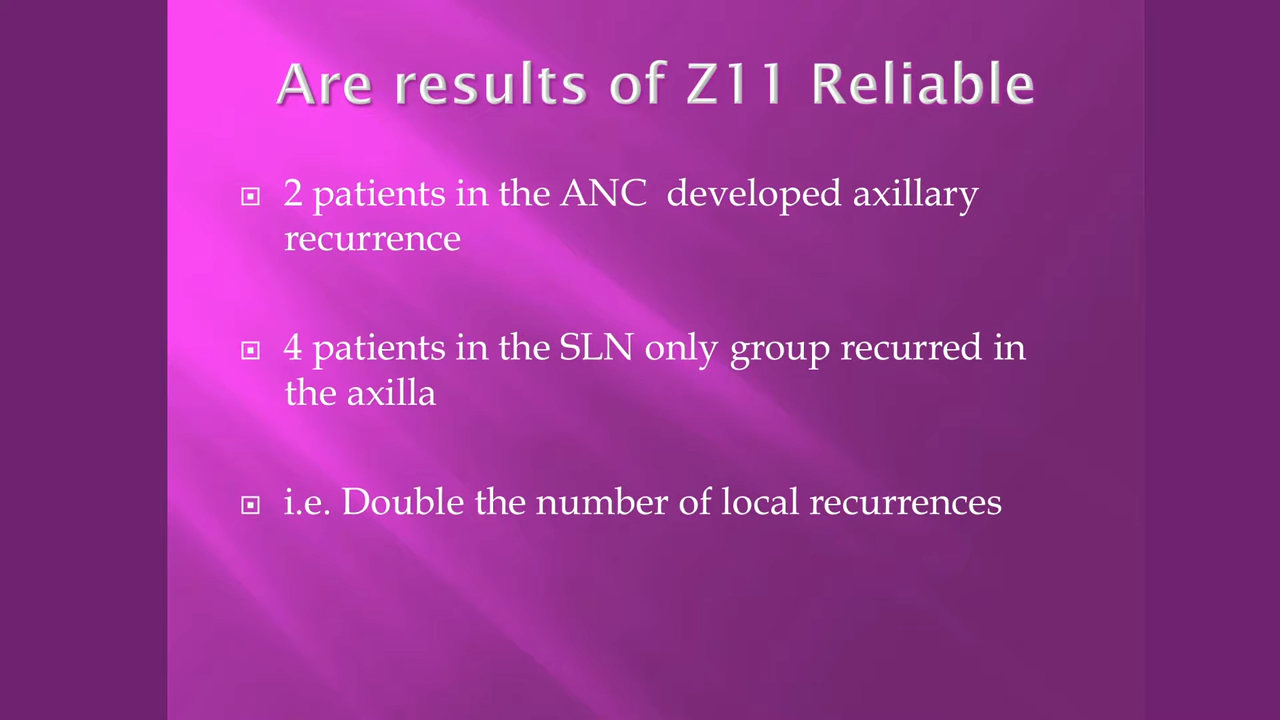 Are results of Z11 Reliable
2 patients in the ANC  developed axillary
recurrence
4 patients in the SLN only group recurred in
the axilla
i.e. Double the number of local recurrences